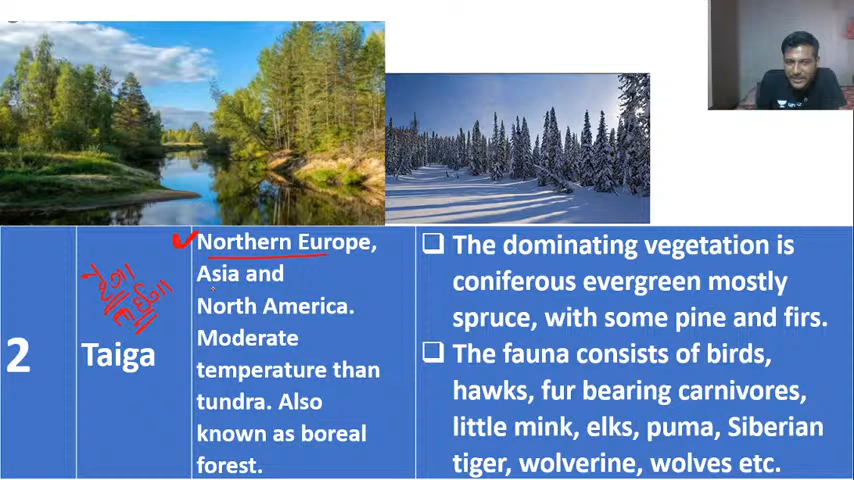 2
Taiga
Northern Europe,
Asia and
North America.
Moderate
temperature than
tundra. Also
known as boreal
forest.
❑ The dominating vegetation is
coniferous evergreen mostly
spruce, with some pine and firs.
❑ The fauna consists of birds,
hawks, fur bearing carnivores,
little mink, elks, puma, Siberian
tiger, wolverine, wolves etc.